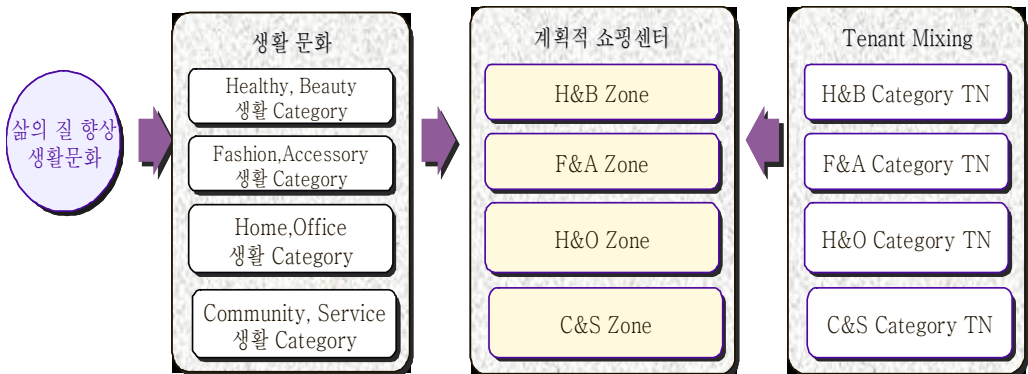 삶의 질 향상
생활문화
생활 문화
Healthy, Beauty
생활 Category
Fashion,Accessory
생활 Category
Home,Office
생활 Category
Community, Service
생활 Category
계획적 쇼핑센터
H&B Zone
F&A Zone
H&O Zone
C&S Zone
Tenant Mixing
H&B Category TN
F&A Category TN
H&O Category TN
C&S Category TN